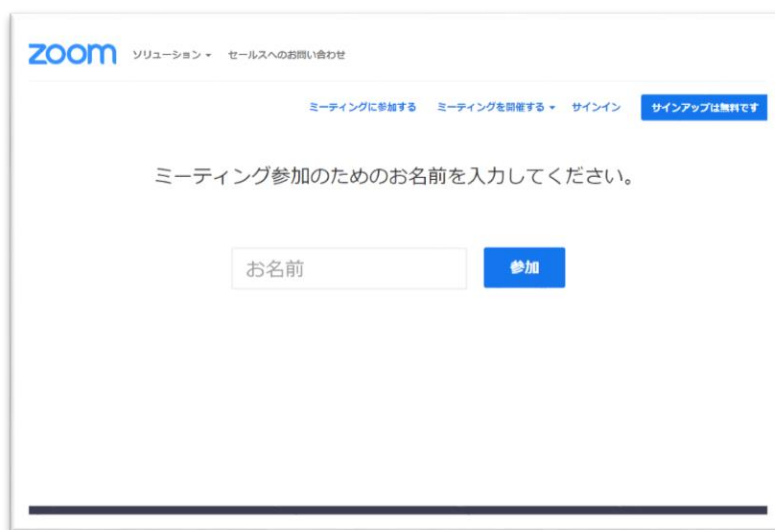 zoom ソリューション セールスへのお問い合わせ
ミーティングに参加する ミーティングを開催する サインイン サインアップは無料です
ミーティング参加のためのお名前を入力してください。
お名前 参加